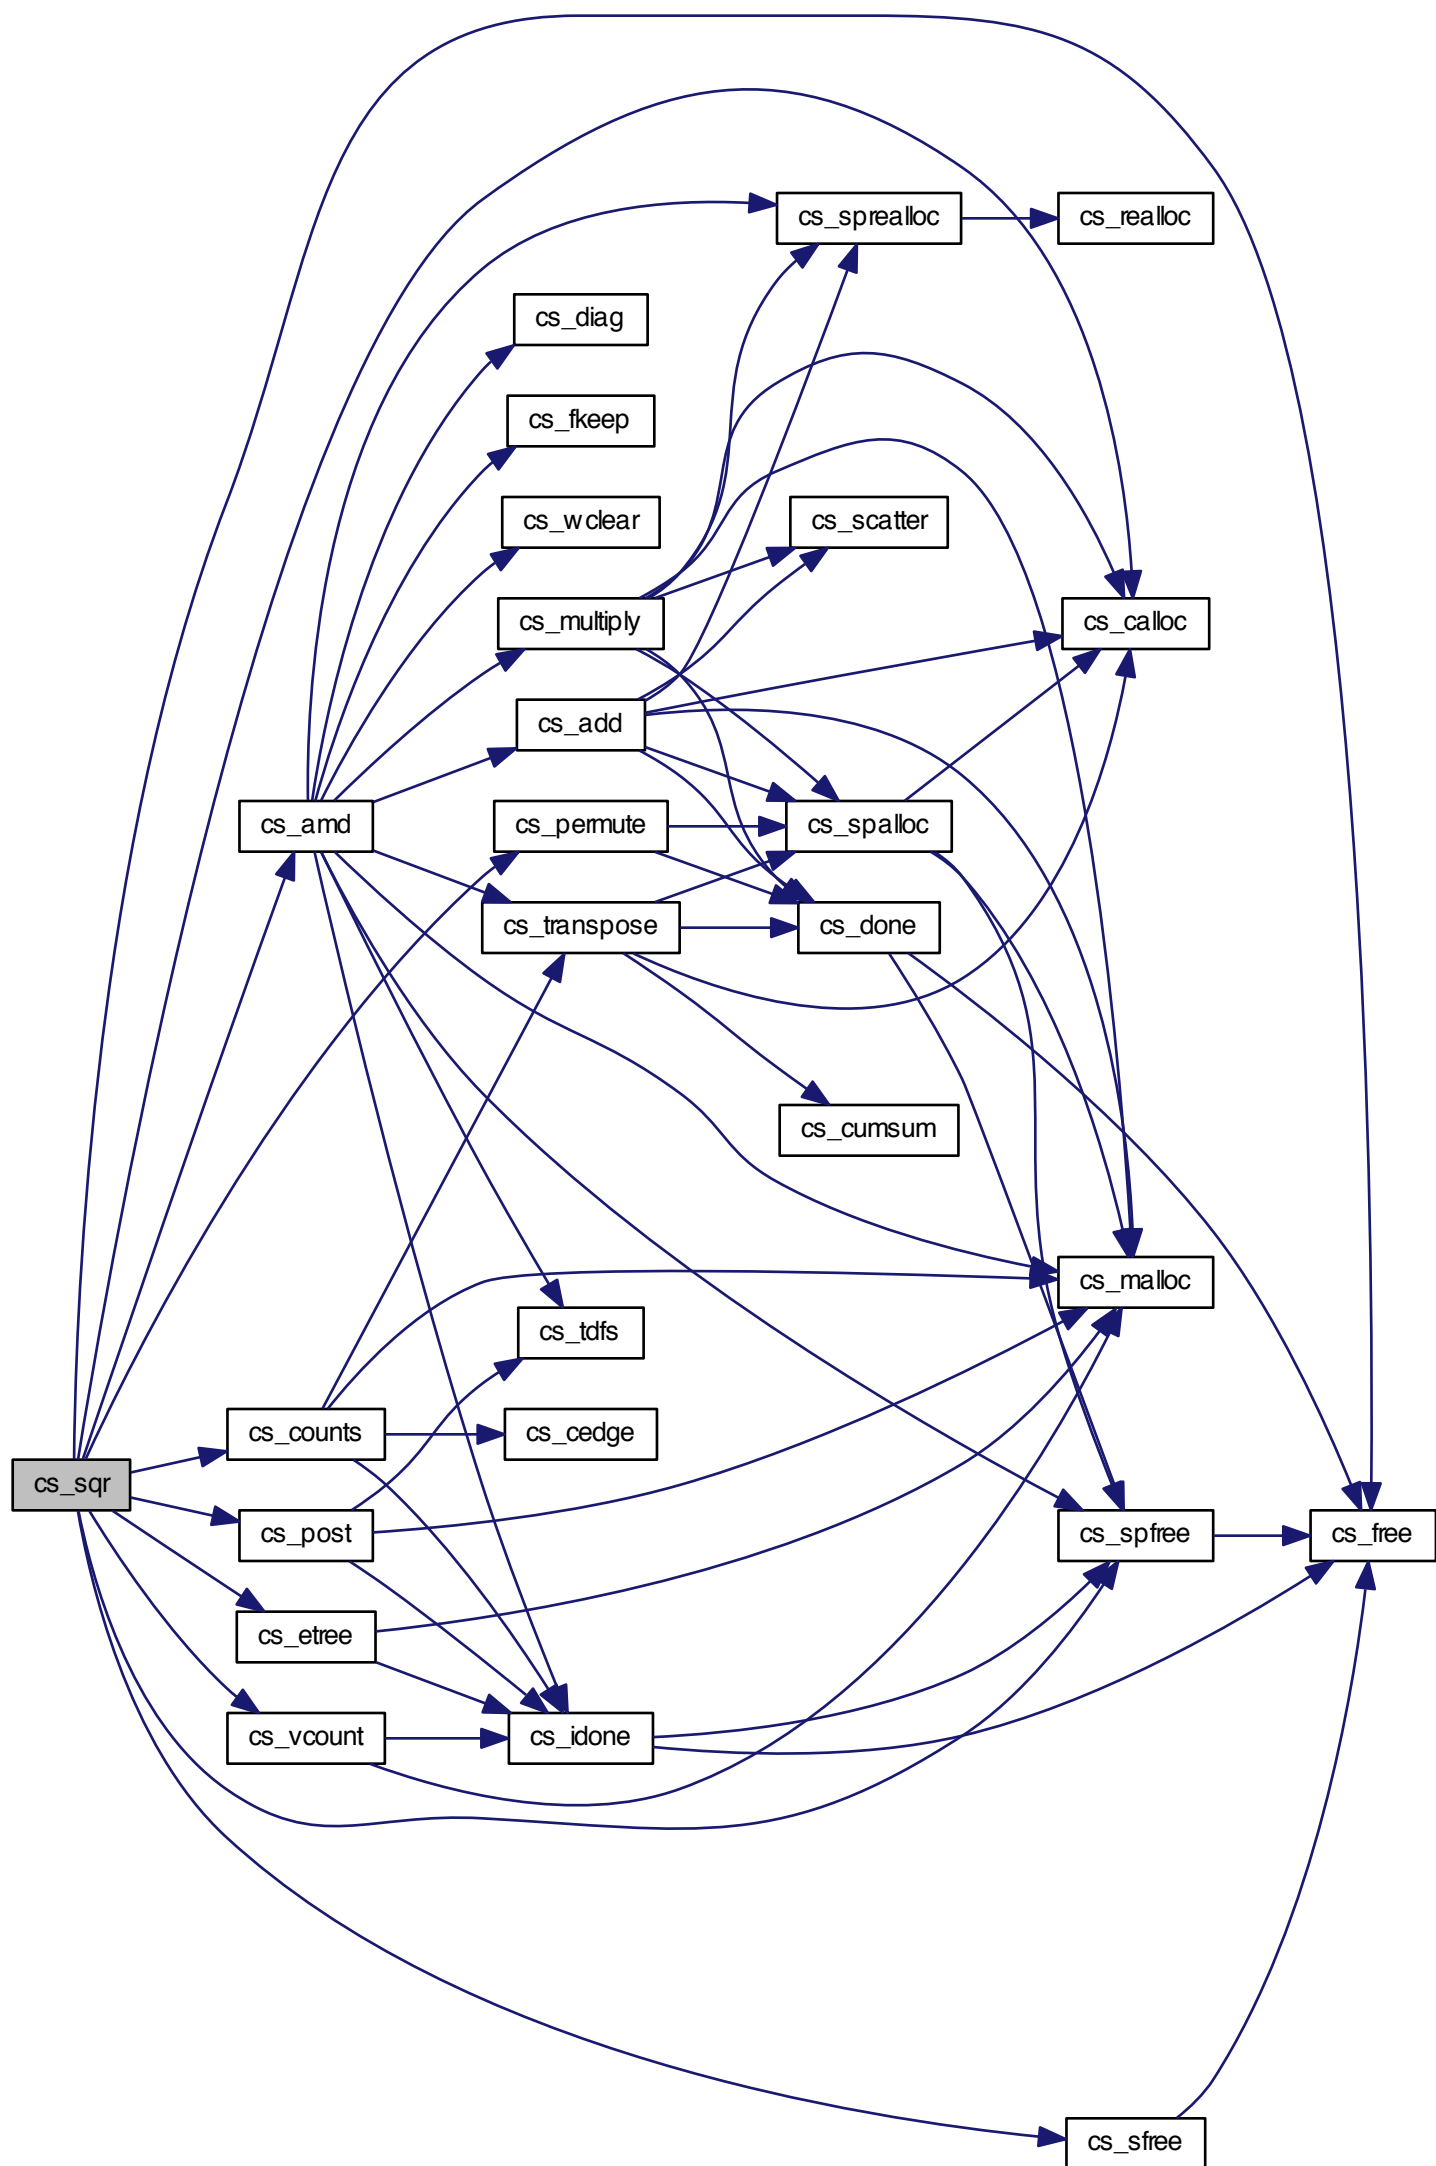 cs_sprealloc
cs_realloc
cs_diag
cs_fkeep
cs_wclear
cs_scatter
cs_multiply
cs_calloc
cs_add
cs_amd
cs_permute
cs_spalloc
cs_transpose
cs_done
cs_cumsum
cs_malloc
cs_tdfs
cs_counts
cs_cedge
cs_sqr
cs_post
cs_spfree
cs_free
cs_etree
cs_vcount
cs_idone
cs_sfree